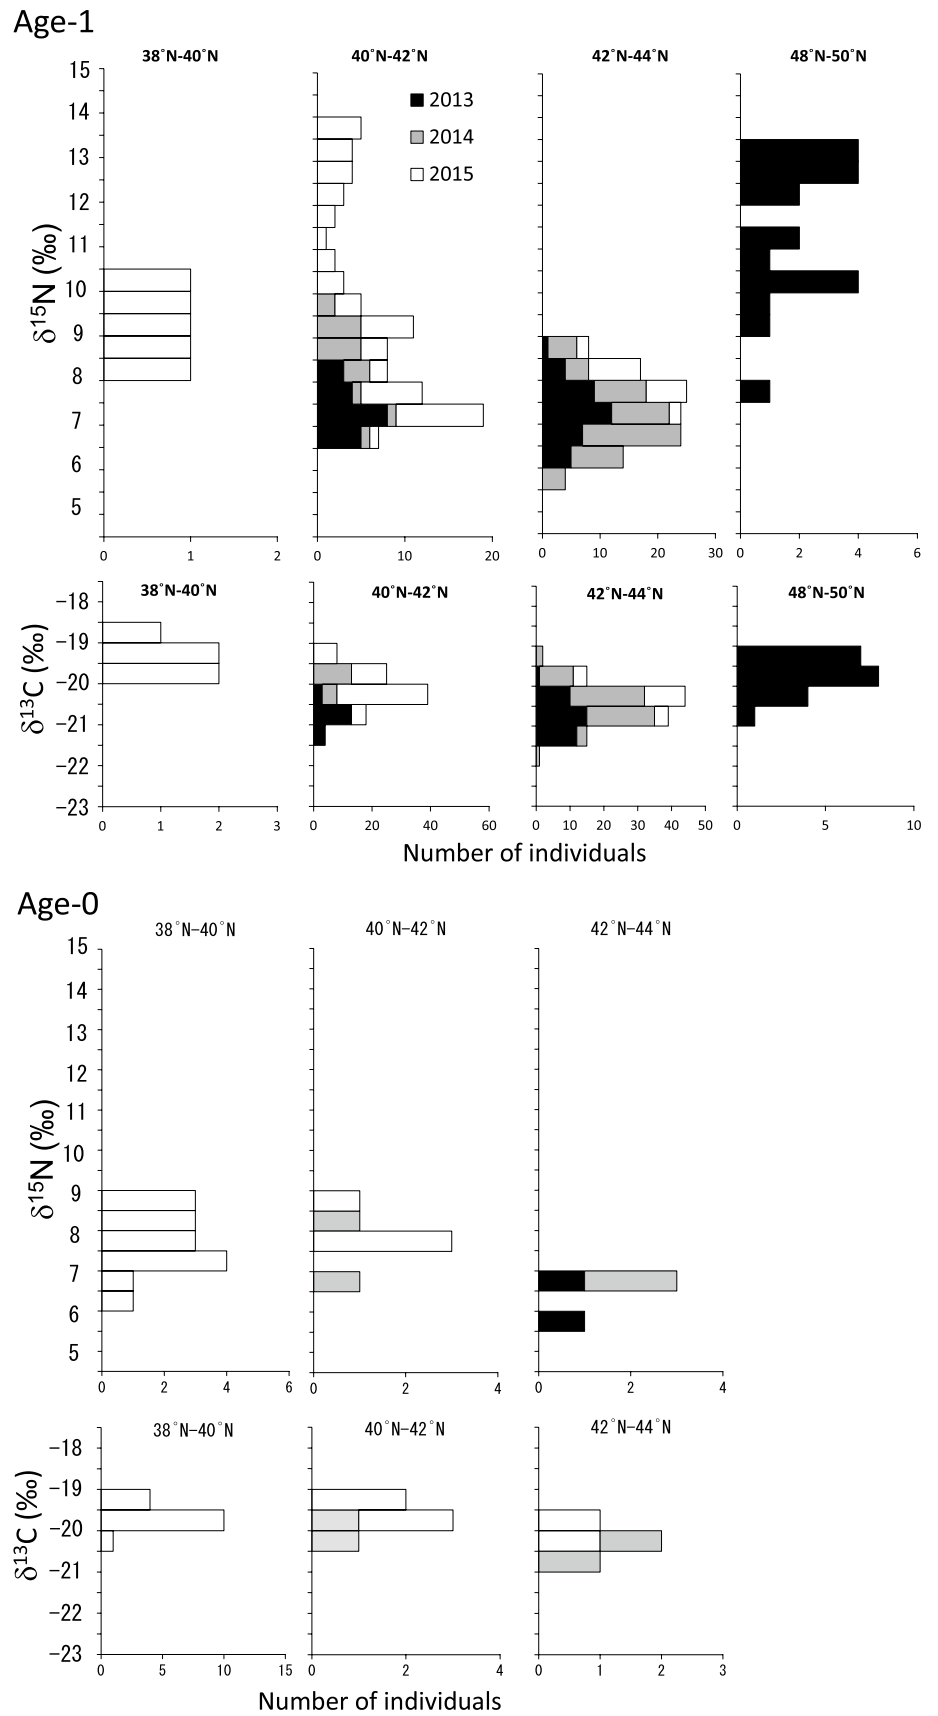 Age-1
38°N-40°N 40°N-42°N 42°N-44°N 48°N-50°N
2013
2014
2015
δ15N (‰)
15
14
13
12
11
10
9
8
7
6
5
0 1 2
0 10 20
0 10 20 30
0 2 4 6
38°N-40°N 40°N-42°N 42°N-44°N 48°N-50°N
δ13C (‰)
−18
−19
−20
−21
−22
−23
0 1 2 3
0 20 40 60
0 10 20 30 40 50
0 5 10
Number of individuals
Age-0
38°N−40°N 40°N−42°N 42°N−44°N
δ15N (‰)
15
14
13
12
11
10
9
8
7
6
5
0 2 4 6
0 2 4
0 2 4
38°N−40°N 40°N−42°N 42°N−44°N
δ13C (‰)
−18
−19
−20
−21
−22
−23
0 5 10 15
0 2 4
0 1 2 3
Number of individuals